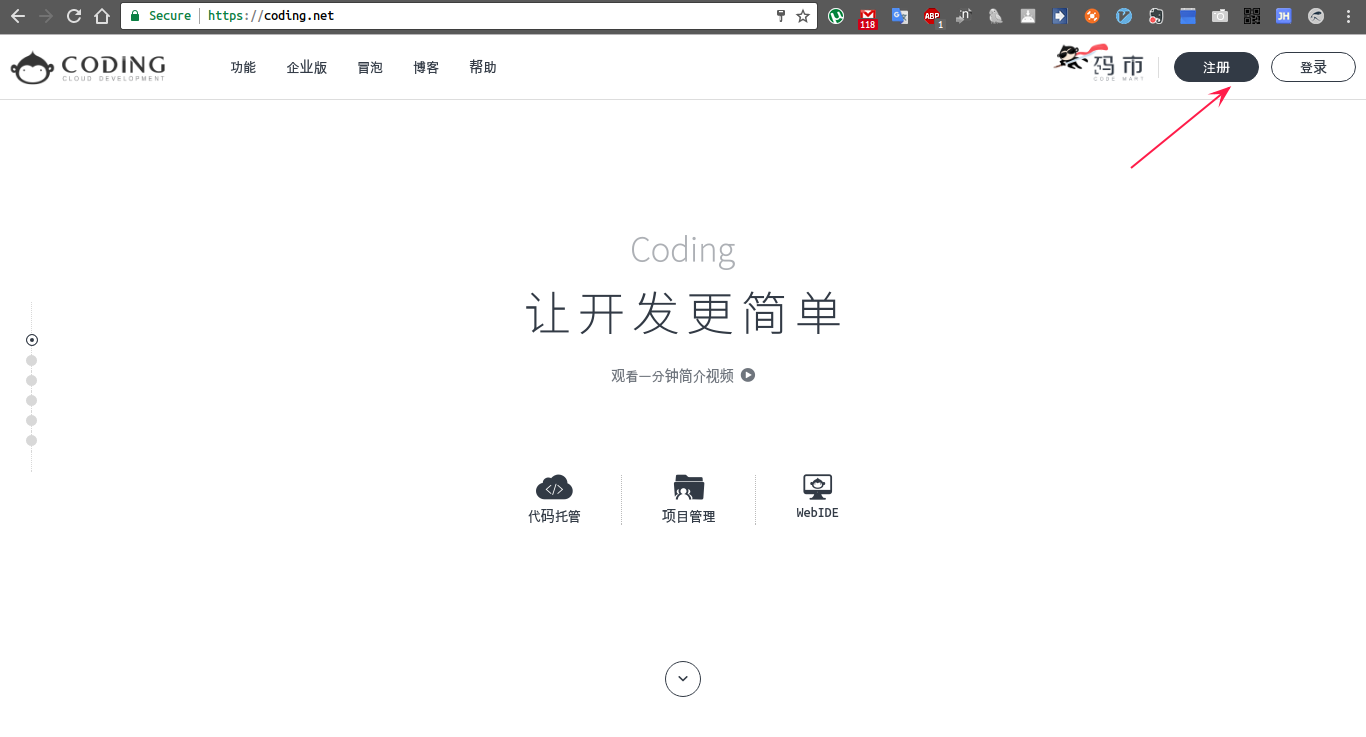 Secure https://coding.net
118
ABP
1
n
JH
CODING
CLOUD DEVELOPMENT
功能 企业版 冒泡 博客 帮助
码市
CODE MART
注册 登录
Coding
让开发更简单
观看一分钟简介视频
代码托管 项目管理 WebIDE